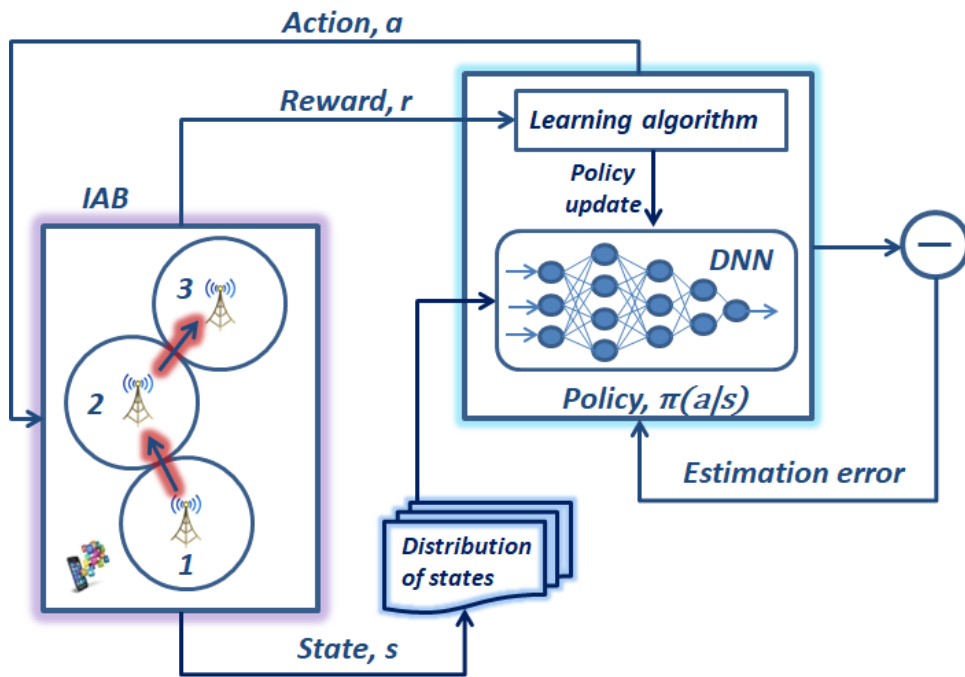 Action, a
Reward, r
Learning algorithm
Policy
update
IAB
DNN
3
2
1
Policy, π(a|s)
Estimation error
Distribution
of states
State, s